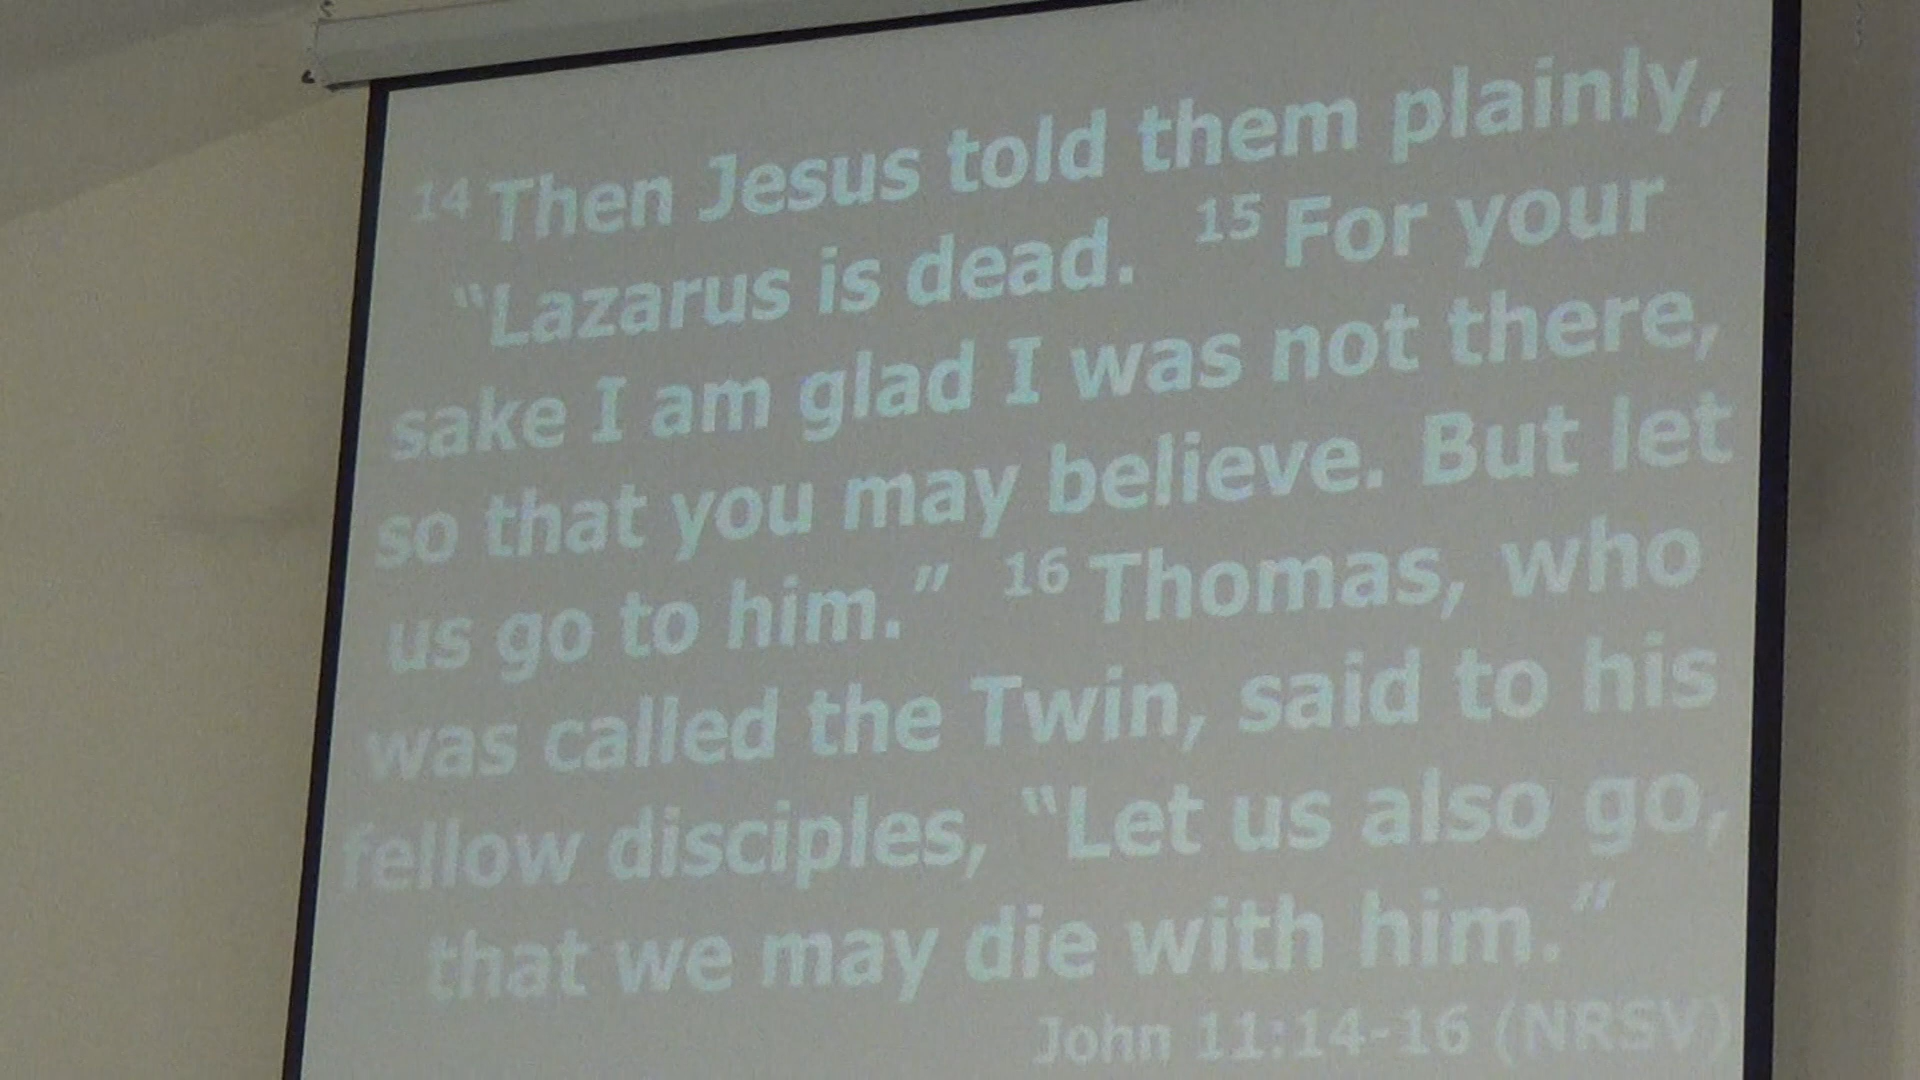 14 Then Jesus told them plainly,
“Lazarus is dead. 15 For your
sake I am glad I was not there,
so that you may believe. But let
us go to him.” 16 Thomas, who
was called the Twin, said to his
fellow disciples, “Let us also go,
that we may die with him.”
John 11:14-16 (NRSV)